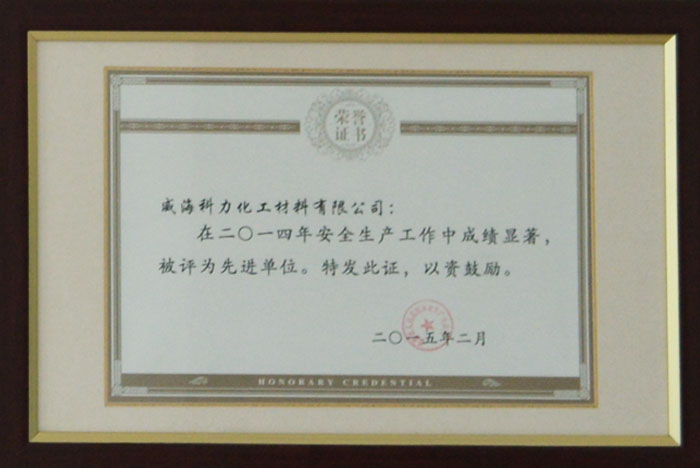 荣誉
证书
威海科力化工材料有限公司：
在二〇一四年安全生产工作中成绩显著，
被评为先进单位。特发此证，以资鼓励。
二〇一五年二月
HONORARY CREDENTIAL